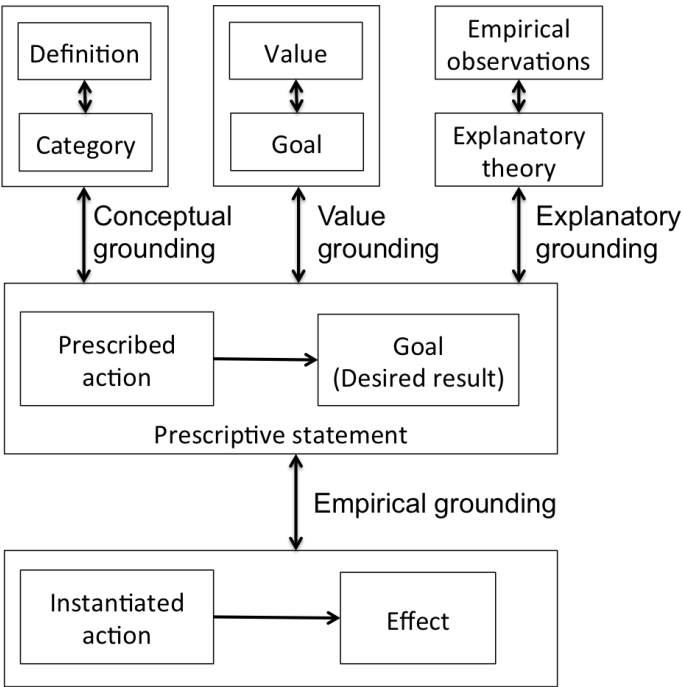 Definition
Category
Value
Goal
Empirical
observations
Explanatory
theory
Conceptual
grounding
Value
grounding
Explanatory
grounding
Prescribed
action
Goal
(Desired result)
Prescriptive statement
Empirical grounding
Instantiated
action
Effect